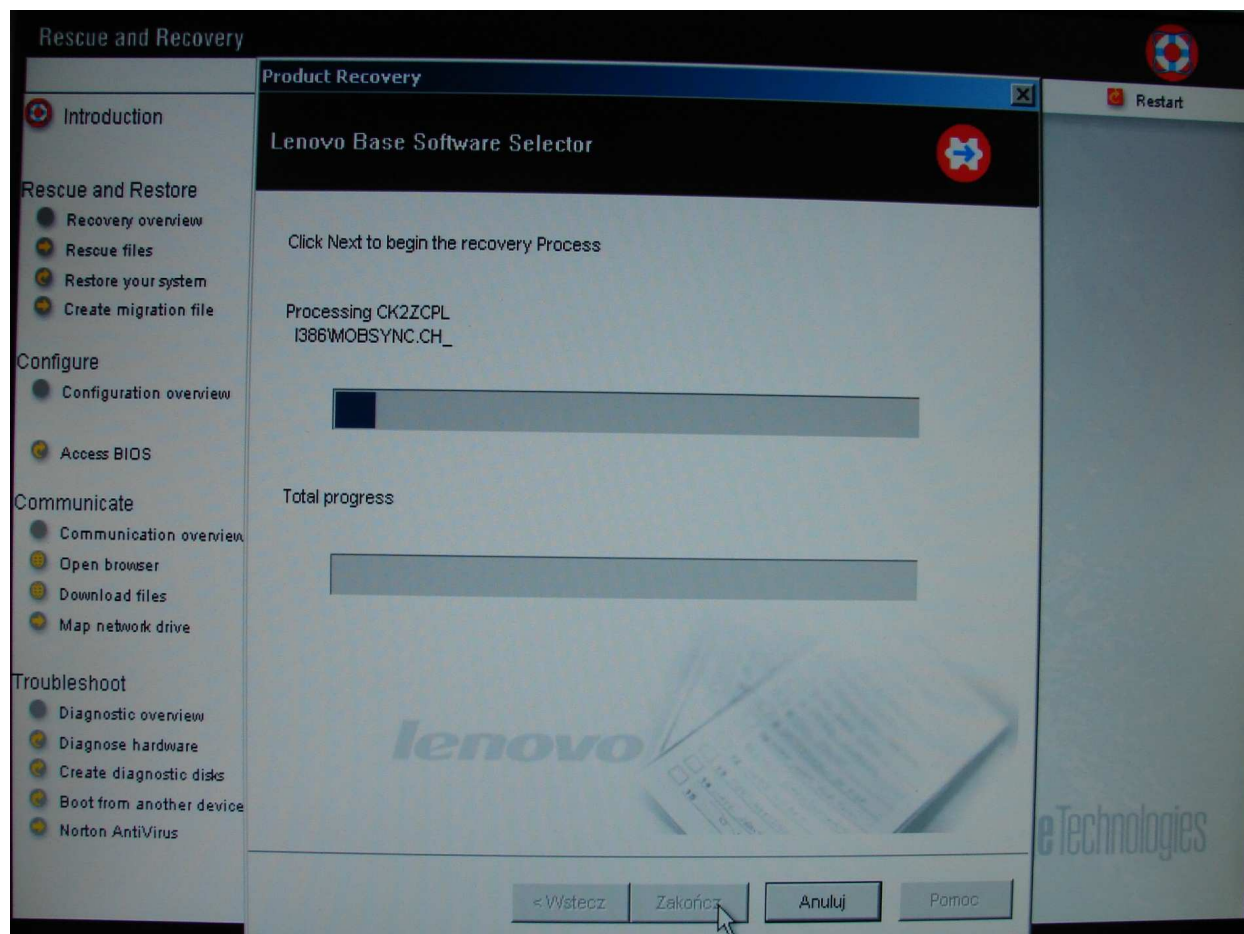 Rescue and Recovery
Product Recovery
Restart
Introduction
Lenovo Base Software Selector
Rescue and Restore
Recovery overview
Rescue files
Restore your system
Create migration file
Click Next to begin the recovery Process
Processing CK2ZCPL
I386\MOBSYNC.CH_
Configure
Configuration overview
Access BIOS
Total progress
Communicate
Communication overview
Open browser
Download files
Map network drive
Troubleshoot
Diagnostic overview
Diagnose hardware
Create diagnostic disks
Boot from another device
Norton AntiVirus
lenovo
eTechnologies
< Wstecz
Zakończ
Anuluj
Pomoc